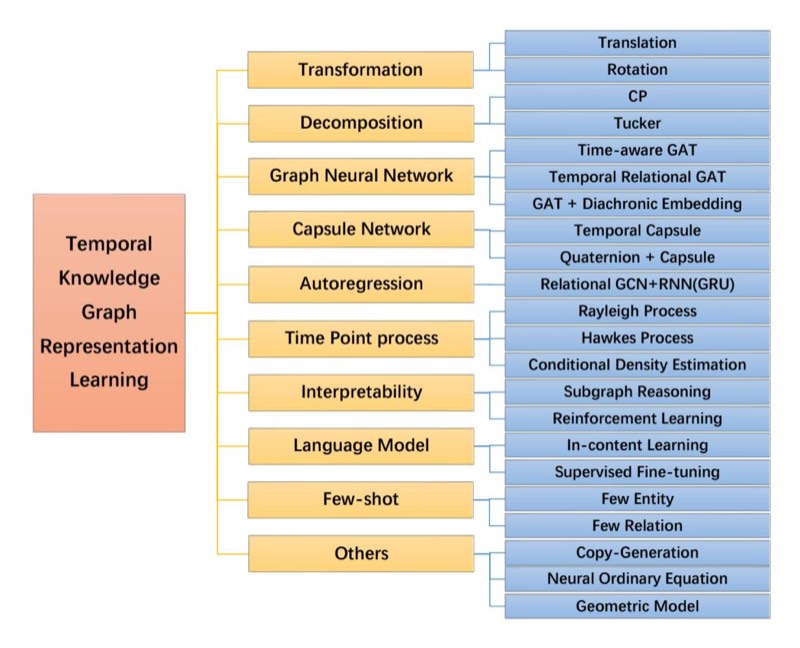 Temporal
Knowledge
Graph
Representation
Learning
Transformation
Translation
Rotation
Decomposition
CP
Tucker
Graph Neural Network
Time-aware GAT
Temporal Relational GAT
GAT + Diachronic Embedding
Capsule Network
Temporal Capsule
Quaternion + Capsule
Autoregression
Relational GCN+RNN(GRU)
Time Point process
Rayleigh Process
Hawkes Process
Conditional Density Estimation
Interpretability
Subgraph Reasoning
Reinforcement Learning
Language Model
In-content Learning
Supervised Fine-tuning
Few-shot
Few Entity
Few Relation
Others
Copy-Generation
Neural Ordinary Equation
Geometric Model